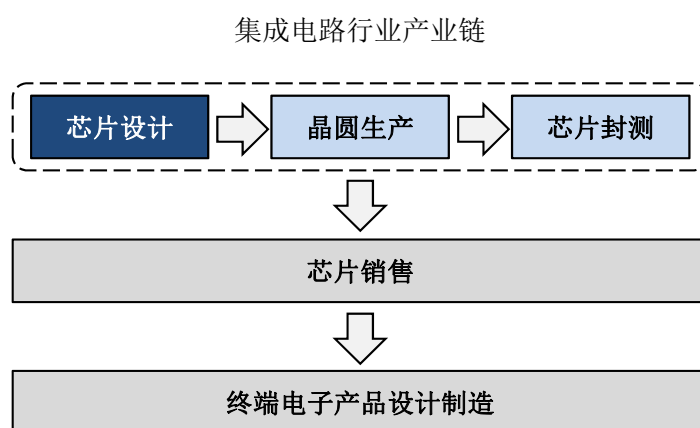 集成电路行业产业链
芯片设计
晶圆生产
芯片封测
芯片销售
终端电子产品设计制造